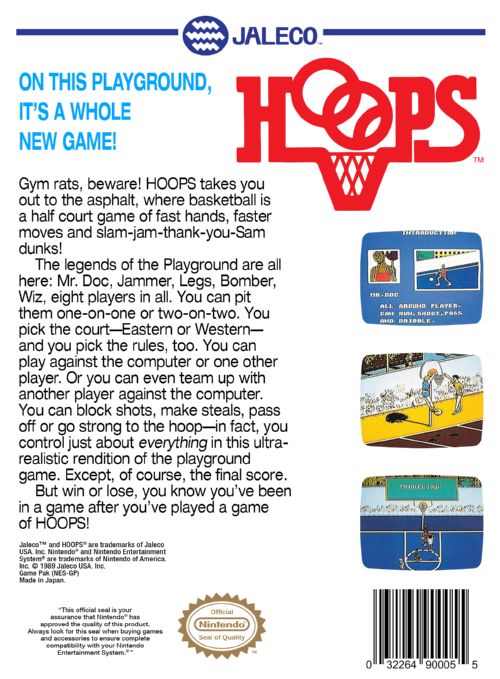 JALECO™
ON THIS PLAYGROUND,
IT'S A WHOLE
NEW GAME!
HOOPS™
Gym rats, beware! HOOPS takes you
out to the asphalt, where basketball is
a half court game of fast hands, faster
moves and slam-jam-thank-you-Sam
dunks!
The legends of the Playground are all
here: Mr. Doc, Jammer, Legs, Bomber,
Wiz, eight players in all. You can pit
them one-on-one or two-on-two. You
pick the court—Eastern or Western—
and you pick the rules, too. You can
play against the computer or one other
player. Or you can even team up with
another player against the computer.
You can block shots, make steals, pass
off or go strong to the hoop—in fact, you
control just about everything in this ultra-
realistic rendition of the playground
game. Except, of course, the final score.
But win or lose, you know you've been
in a game after you've played a game
of HOOPS!
INTRODUCTION
MR. DOC
ALL AROUND PLAYER.
CAN RUN, SHOOT, PASS
AND DRIBBLE.
TRAVELING
Jaleco™ and HOOPS® are trademarks of Jaleco
USA, Inc. Nintendo® and Nintendo Entertainment
System® are trademarks of Nintendo of America.
Inc. © 1989 Jaleco USA, Inc.
Game Pak (NES-GP)
Made in Japan.
"This official seal is your
assurance that Nintendo® has
approved the quality of this product.
Always look for this seal when buying games
and accessories to ensure complete
compatibility with your Nintendo
Entertainment System.®"
Official
Nintendo®
Seal of Quality
™
0 32264 90005 5